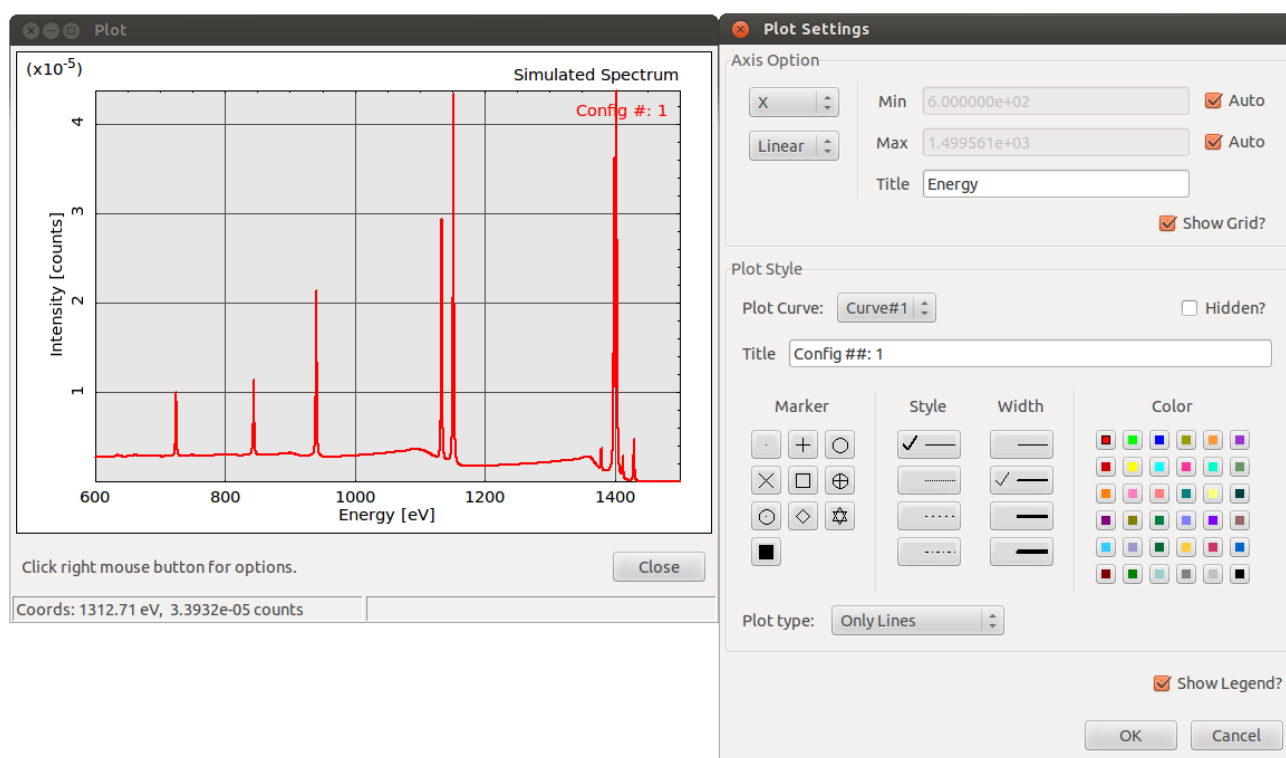 Plot
(x10-5)
Simulated Spectrum
Config #: 1
4
3
2
1
Intensity [counts]
600 800 1000 1200 1400
Energy [eV]
Click right mouse button for options.
Close
Coords: 1312.71 eV, 3.3932e-05 counts
Plot Settings
Axis Option
X
Min 6.000000e+02 Auto
Linear
Max 1.499561e+03 Auto
Title Energy
Show Grid?
Plot Style
Plot Curve: Curve#1 Hidden?
Title Config ##: 1
Marker Style Width Color
Plot type: Only Lines
Show Legend?
OK Cancel